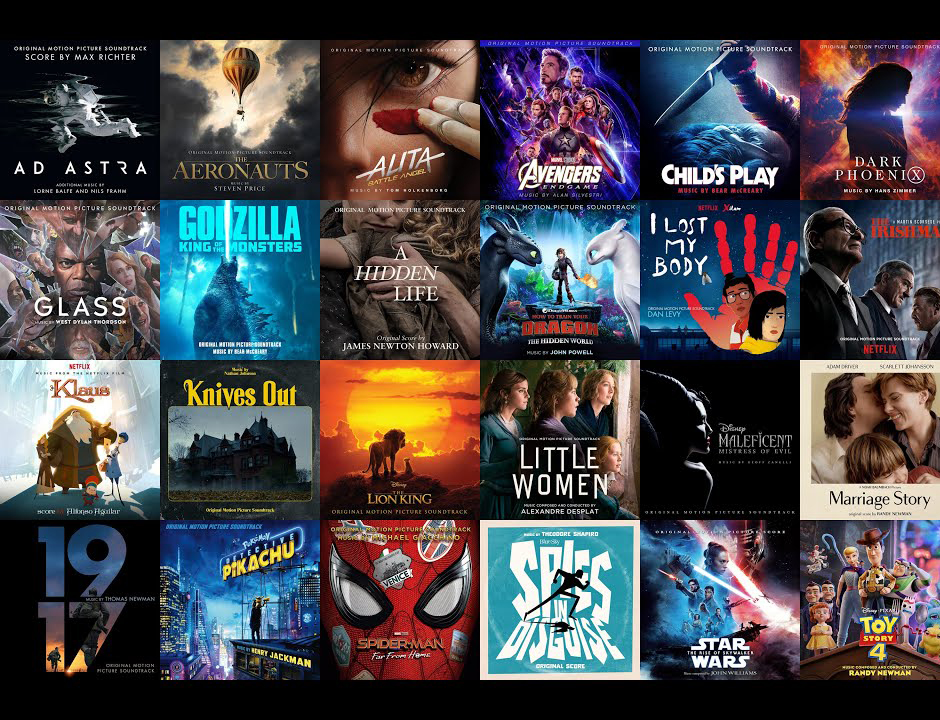 ORIGINAL MOTION PICTURE SOUNDTRACK
SCORE BY MAX RICHTER
AD ASTRA
ADDITIONAL MUSIC BY
LORNE BALFE AND NILS FRAHM
ORIGINAL MOTION PICTURE SOUNDTRACK
THE
AERONAUTS
MUSIC BY
STEVEN PRICE
ORIGINAL MOTION PICTURE SOUNDTRACK
ALITA
BATTLE ANGEL
MUSIC BY TOM HOLKENBORG
ORIGINAL MOTION PICTURE SOUNDTRACK
MARVEL STUDIOS
AVENGERS
ENDGAME
MUSIC BY ALAN SILVESTRI
ORIGINAL MOTION PICTURE SOUNDTRACK
CHILD'S PLAY
MUSIC BY BEAR McCREARY
ORIGINAL MOTION PICTURE SOUNDTRACK
DARK
PHOENIX
MUSIC BY HANS ZIMMER
ORIGINAL MOTION PICTURE SOUNDTRACK
GLASS
MUSIC BY WEST DYLAN THORDSON
GODZILLA
KING OF THE MONSTERS
ORIGINAL MOTION PICTURE SOUNDTRACK
MUSIC BY BEAR McCREARY
ORIGINAL MOTION PICTURE SOUNDTRACK
A
HIDDEN
LIFE
Original Score by
JAMES NEWTON HOWARD
ORIGINAL MOTION PICTURE SOUNDTRACK
HOW TO TRAIN YOUR
DRAGON
THE HIDDEN WORLD
MUSIC BY JOHN POWELL
NETFLIX Xilam
I LOST
MY
BODY
ORIGINAL MOTION PICTURE SOUNDTRACK
DAN LEVY
A MARTIN SCORSESE
THE
IRISHMA
ORIGINAL MOTION PICTURE SOUNDTRACK
NETFLIX
NETFLIX
MUSIC FROM THE NETFLIX FILM
Klaus
score by Alfonso Aguilar
Music by
Nathan Johnson
Knives Out
Original Motion Picture Soundtrack
Disney
THE
LION KING
ORIGINAL MOTION PICTURE SOUNDTRACK
ORIGINAL MOTION PICTURE SOUNDTRACK
LITTLE
WOMEN
MUSIC COMPOSED AND CONDUCTED BY
ALEXANDRE DESPLAT
Disney
MALEFICENT
MISTRESS OF EVIL
MUSIC BY GEOFF ZANELLI
ORIGINAL MOTION PICTURE SOUNDTRACK
ADAM DRIVER SCARLETT JOHANSSON
Marriage Story
original score by RANDY NEWMAN
19
MUSIC BY THOMAS NEWMAN
17
ORIGINAL MOTION
PICTURE SOUNDTRACK
ORIGINAL MOTION PICTURE SOUNDTRACK
POKÉMON
DETECTIVE
PIKACHU
MUSIC BY HENRY JACKMAN
ORIGINAL MOTION PICTURE SOUNDTRACK
MUSIC BY MICHAEL GIACCHINO
VENICE
SPIDER-MAN
Far From Home
MUSIC BY THEODORE SHAPIRO
BlueSky
SPIES
IN
DISGUISE
ORIGINAL SCORE
STAR
THE RISE OF SKYWALKER
WARS
Music composed by JOHN WILLIAMS
Disney PIXAR
TOY
STORY
4
MUSIC COMPOSED AND CONDUCTED BY
RANDY NEWMAN